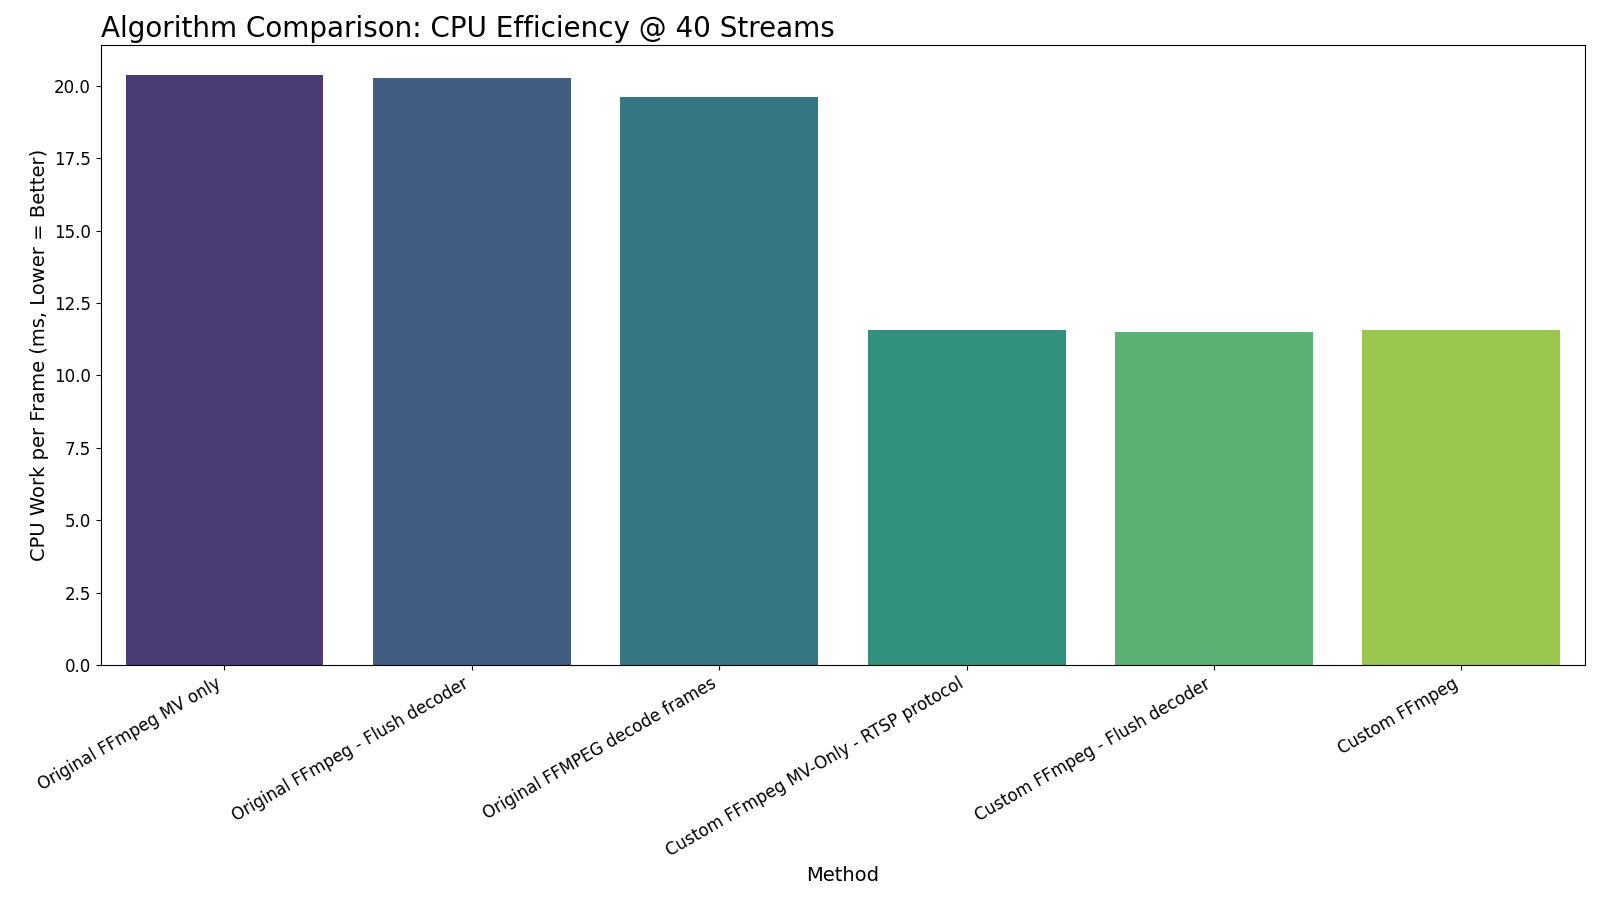 Algorithm Comparison: CPU Efficiency @ 40 Streams
CPU Work per Frame (ms, Lower = Better)
20.0
17.5
15.0
12.5
10.0
7.5
5.0
2.5
0.0
Original FFmpeg MV only
Original FFmpeg - Flush decoder
Original FFMPEG decode frames
Custom FFmpeg MV-Only - RTSP protocol
Custom FFmpeg - Flush decoder
Custom FFmpeg
Method